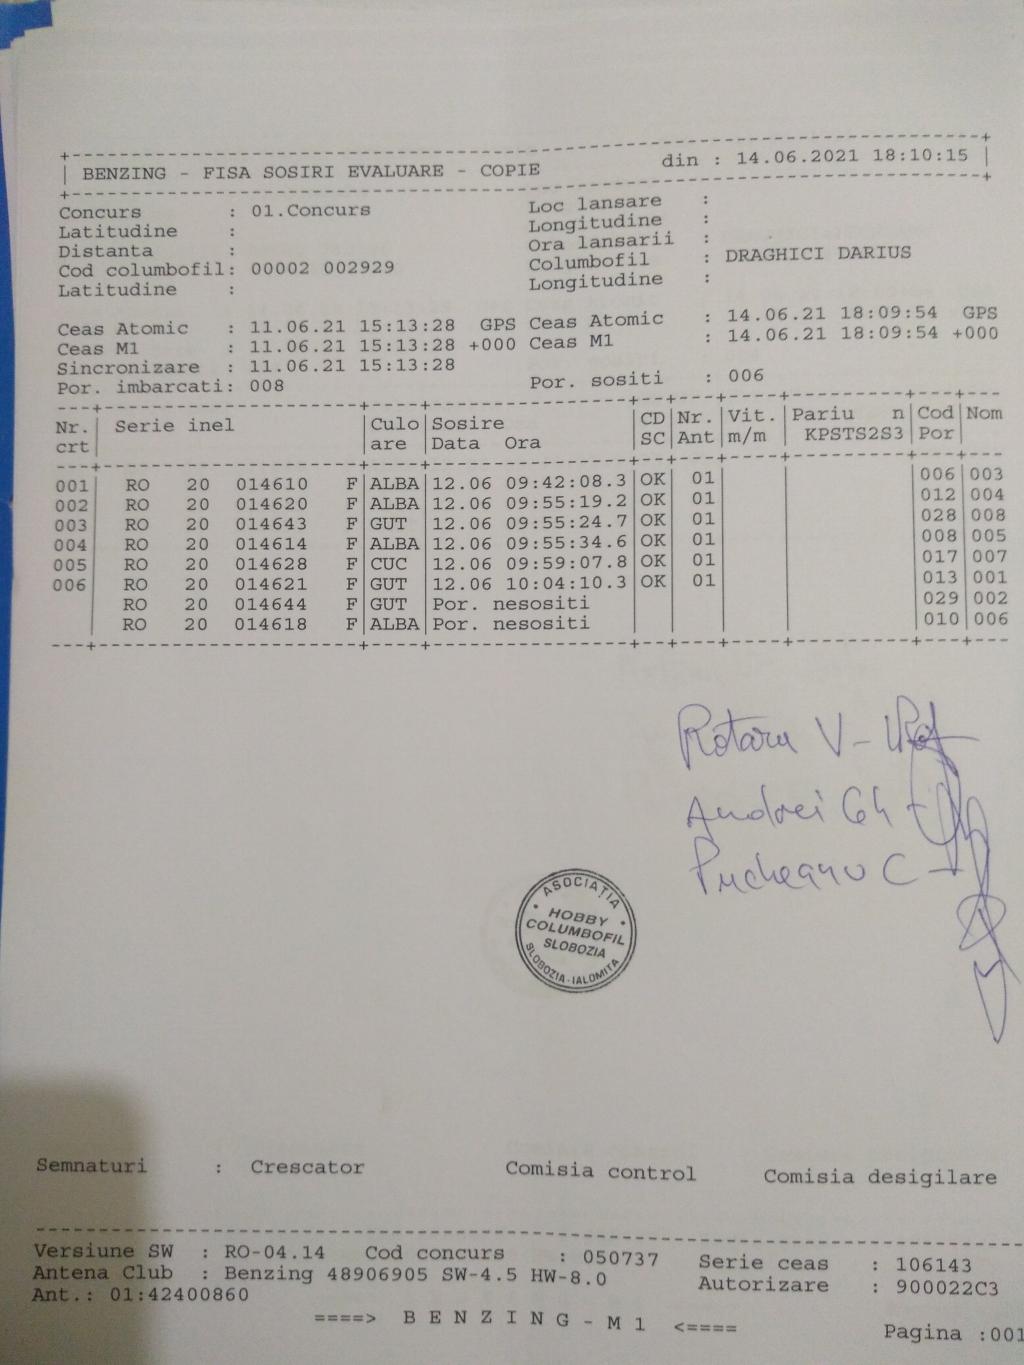 BENZING - FISA SOSIRI EVALUARE - COPIE din : 14.06.2021 18:10:15
Concurs : 01.Concurs Loc lansare :
Latitudine : Longitudine :
Distanta : Ora lansarii :
Cod columbofil: 00002 002929 Columbofil : DRAGHICI DARIUS
Latitudine : Longitudine :
Ceas Atomic : 11.06.21 15:13:28 GPS Ceas Atomic : 14.06.21 18:09:54 GPS
Ceas M1 : 11.06.21 15:13:28 +000 Ceas M1 : 14.06.21 18:09:54 +000
Sincronizare : 11.06.21 15:13:28
Por. imbarcati: 008 Por. sositi : 006
Nr. Serie inel Culo Sosire CD Nr. Vit. Pariu n Cod Nom
crt are Data Ora SC Ant m/m KPSTS2S3 Por
001 RO 20 014610 F ALBA 12.06 09:42:08.3 OK 01 006 003
002 RO 20 014620 F ALBA 12.06 09:55:19.2 OK 01 012 004
003 RO 20 014643 F GUT 12.06 09:55:24.7 OK 01 028 008
004 RO 20 014614 F ALBA 12.06 09:55:34.6 OK 01 008 005
005 RO 20 014628 F CUC 12.06 09:59:07.8 OK 01 017 007
006 RO 20 014621 F GUT 12.06 10:04:10.3 OK 01 013 001
RO 20 014644 F GUT Por. nesositi 029 002
RO 20 014618 F ALBA Por. nesositi 010 006
Rotaru V -
Andrei Gh -
Pucheanu C -
ASOCIAȚIA
HOBBY
COLUMBOFIL
SLOBOZIA
SLOBOZIA-IALOMITA
Semnaturi : Crescator Comisia control Comisia desigilare
Versiune SW : RO-04.14 Cod concurs : 050737 Serie ceas : 106143
Antena Club : Benzing 48906905 SW-4.5 HW-8.0 Autorizare : 900022C3
Ant.: 01:42400860
====> B E N Z I N G - M 1 <==== Pagina :001